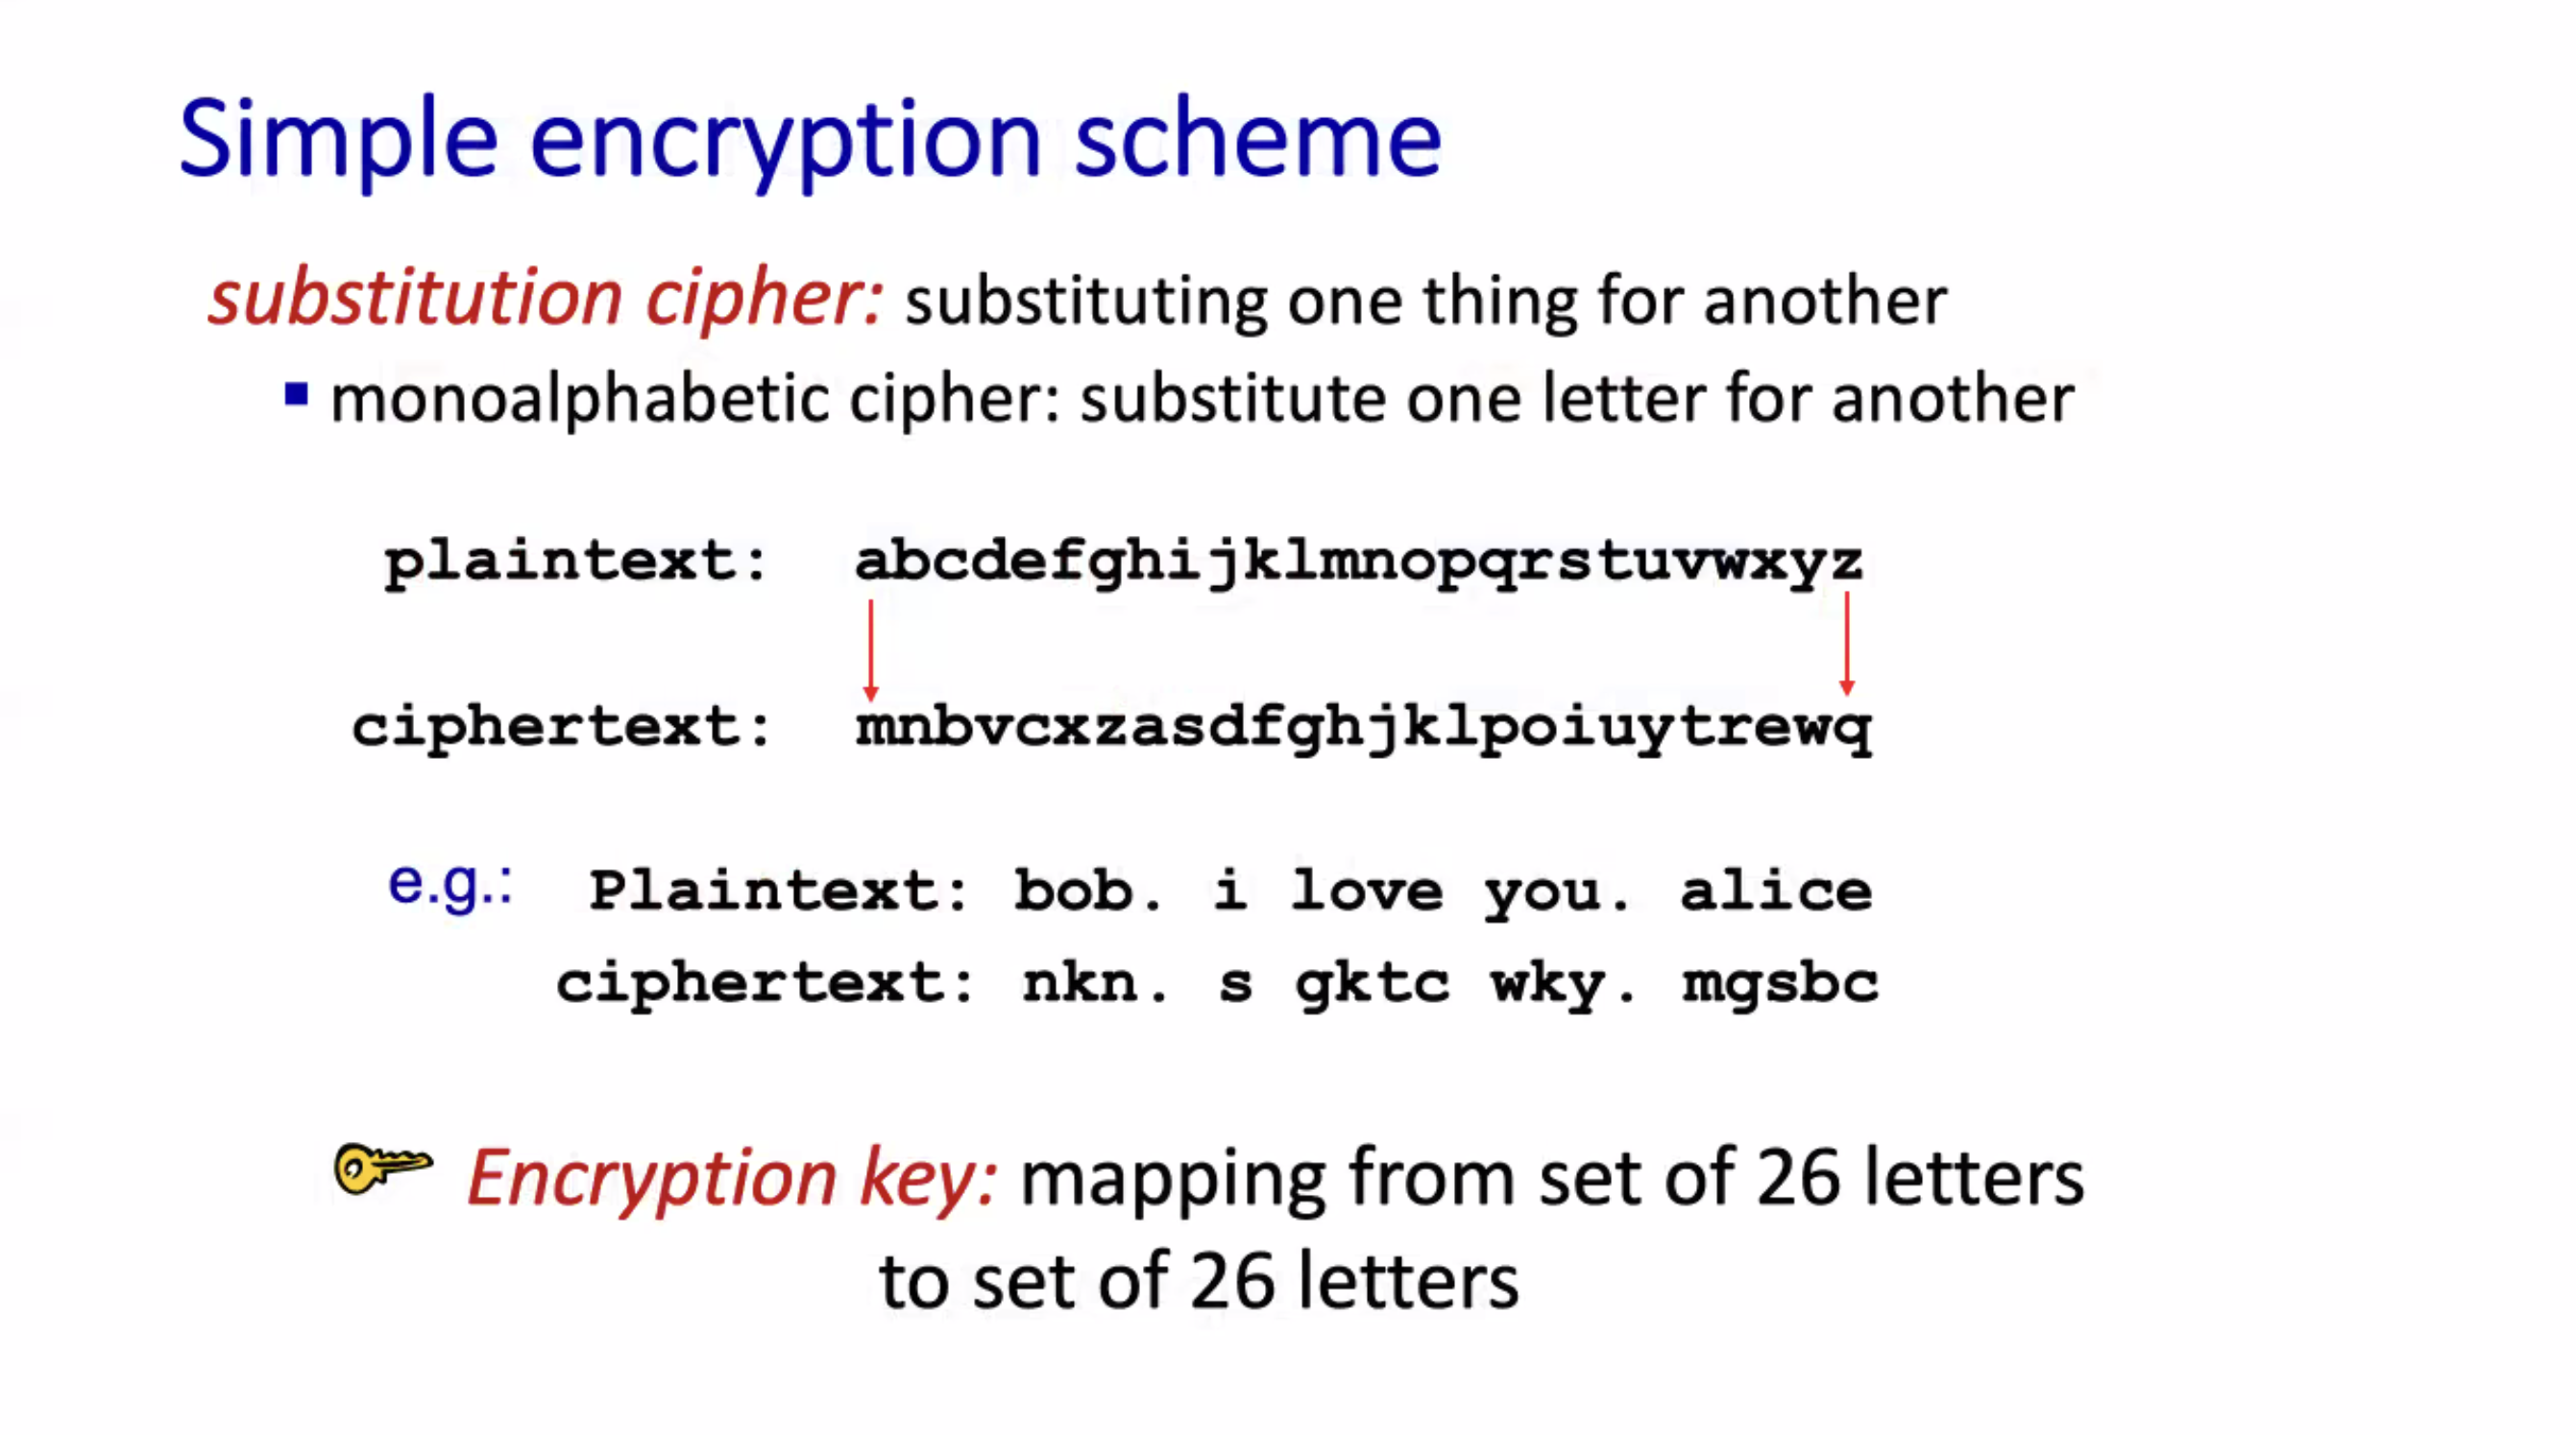 Simple encryption scheme
substitution cipher: substituting one thing for another
▪ monoalphabetic cipher: substitute one letter for another
plaintext: abcdefghijklmnopqrstuvwxyz
ciphertext: mnbvcxzasdfghjklpoiuytrewq
e.g.: Plaintext: bob. i love you. alice
ciphertext: nkn. s gktc wky. mgsbc
Encryption key: mapping from set of 26 letters
to set of 26 letters